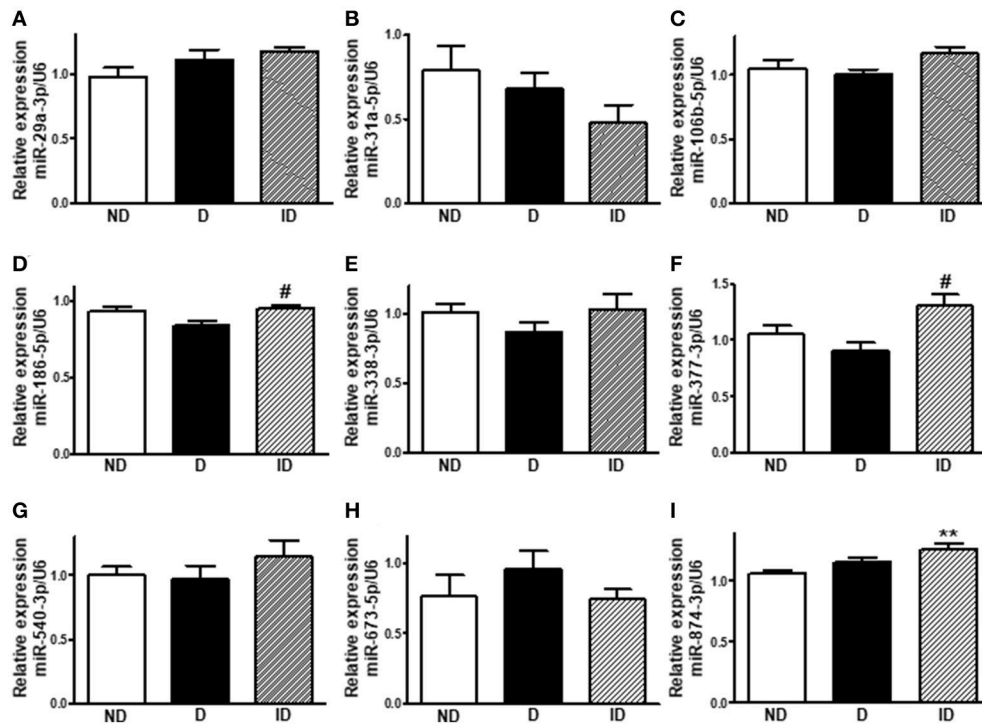 A
Relative expression
miR-29a-3p/U6
1.0
0.5
0.0
ND D ID
B
Relative expression
miR-31a-5p/U6
1.0
0.5
0.0
ND D ID
C
Relative expression
miR-106b-5p/U6
1.0
0.5
0.0
ND D ID
D
Relative expression
miR-186-5p/U6
1.0
0.5
0.0
#
ND D ID
E
Relative expression
miR-338-3p/U6
1.0
0.5
0.0
ND D ID
F
Relative expression
miR-377-3p/U6
1.5
1.0
0.5
0.0
#
ND D ID
G
Relative expression
miR-540-3p/U6
1.0
0.5
0.0
ND D ID
H
Relative expression
miR-673-5p/U6
1.0
0.5
0.0
ND D ID
I
Relative expression
miR-874-3p/U6
1.0
0.5
0.0
**
ND D ID